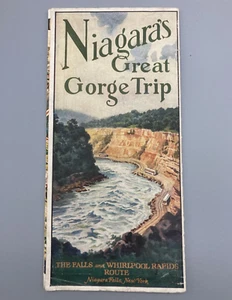 Niagara's
Great
Gorge Trip
THE FALLS and WHIRLPOOL RAPIDS
ROUTE
Niagara Falls, New York